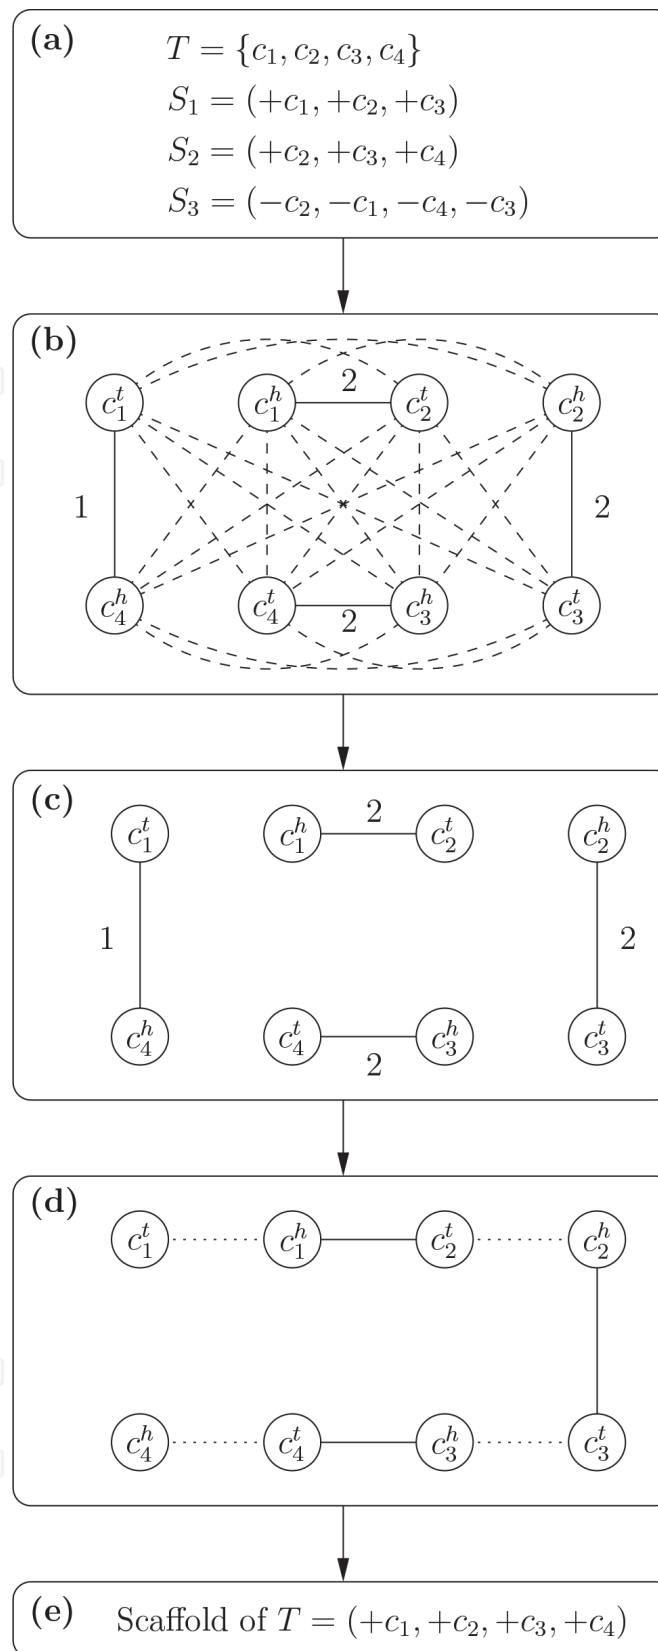 (a) T = {c₁, c₂, c₃, c₄}
S₁ = (+c₁, +c₂, +c₃)
S₂ = (+c₂, +c₃, +c₄)
S₃ = (−c₂, −c₁, −c₄, −c₃)
(b)
2
c₁ᵗ c₁ʰ c₂ᵗ c₂ʰ
1 2
c₄ʰ c₄ᵗ c₃ʰ c₃ᵗ
2
(c)
2
c₁ᵗ c₁ʰ c₂ᵗ c₂ʰ
1 2
c₄ʰ c₄ᵗ c₃ʰ c₃ᵗ
2
(d)
c₁ᵗ c₁ʰ c₂ᵗ c₂ʰ
c₄ʰ c₄ᵗ c₃ʰ c₃ᵗ
(e) Scaffold of T = (+c₁, +c₂, +c₃, +c₄)